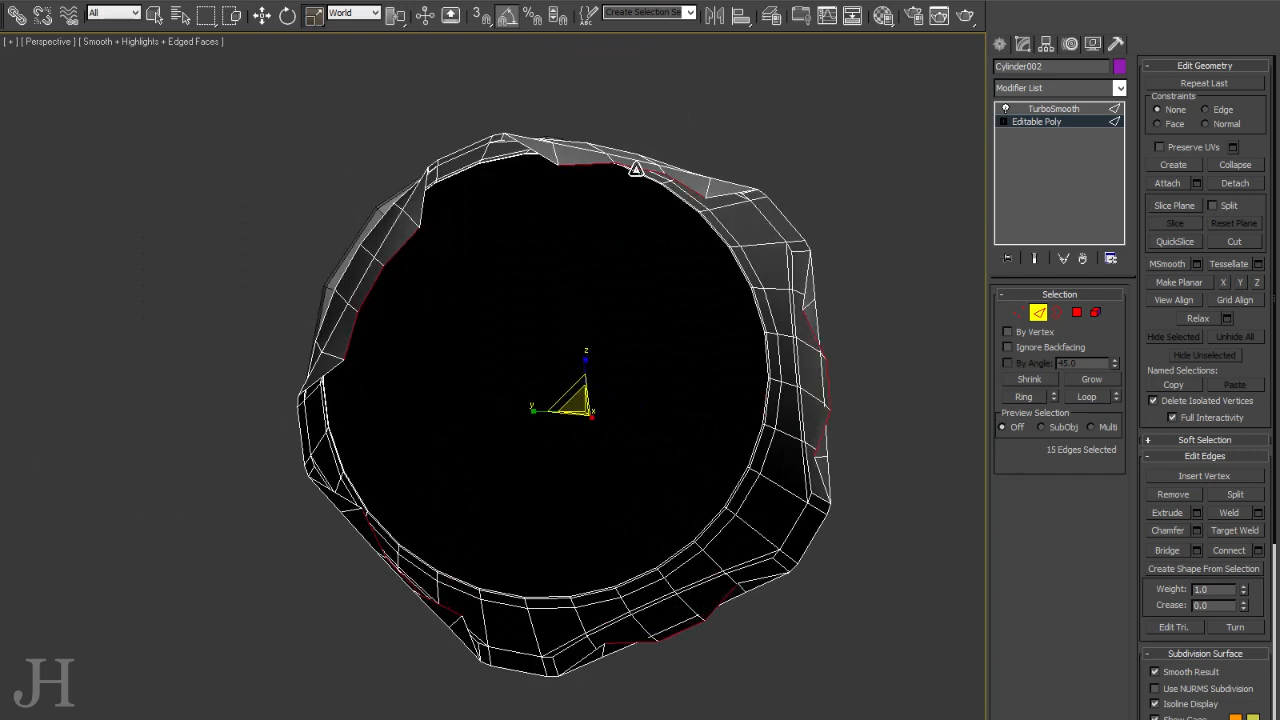 All
World
3
Create Selection Se
[ + ] [ Perspective ] [ Smooth + Highlights + Edged Faces ]
z
y
x
JH
Cylinder002
Modifier List
TurboSmooth
Editable Poly
- Selection
By Vertex
Ignore Backfacing
By Angle: 45.0
Shrink Grow
Ring Loop
Preview Selection
Off SubObj Multi
15 Edges Selected
- Edit Geometry
Repeat Last
Constraints
None Edge
Face Normal
Preserve UVs
Create Collapse
Attach Detach
Slice Plane Split
Slice Reset Plane
QuickSlice Cut
MSmooth Tessellate
Make Planar X Y Z
View Align Grid Align
Relax
Hide Selected Unhide All
Hide Unselected
Named Selections:
Copy Paste
Delete Isolated Vertices
Full Interactivity
+ Soft Selection
- Edit Edges
Insert Vertex
Remove Split
Extrude Weld
Chamfer Target Weld
Bridge Connect
Create Shape From Selection
Weight: 1.0
Crease: 0.0
Edit Tri. Turn
- Subdivision Surface
Smooth Result
Use NURMS Subdivision
Isoline Display
Show Cage